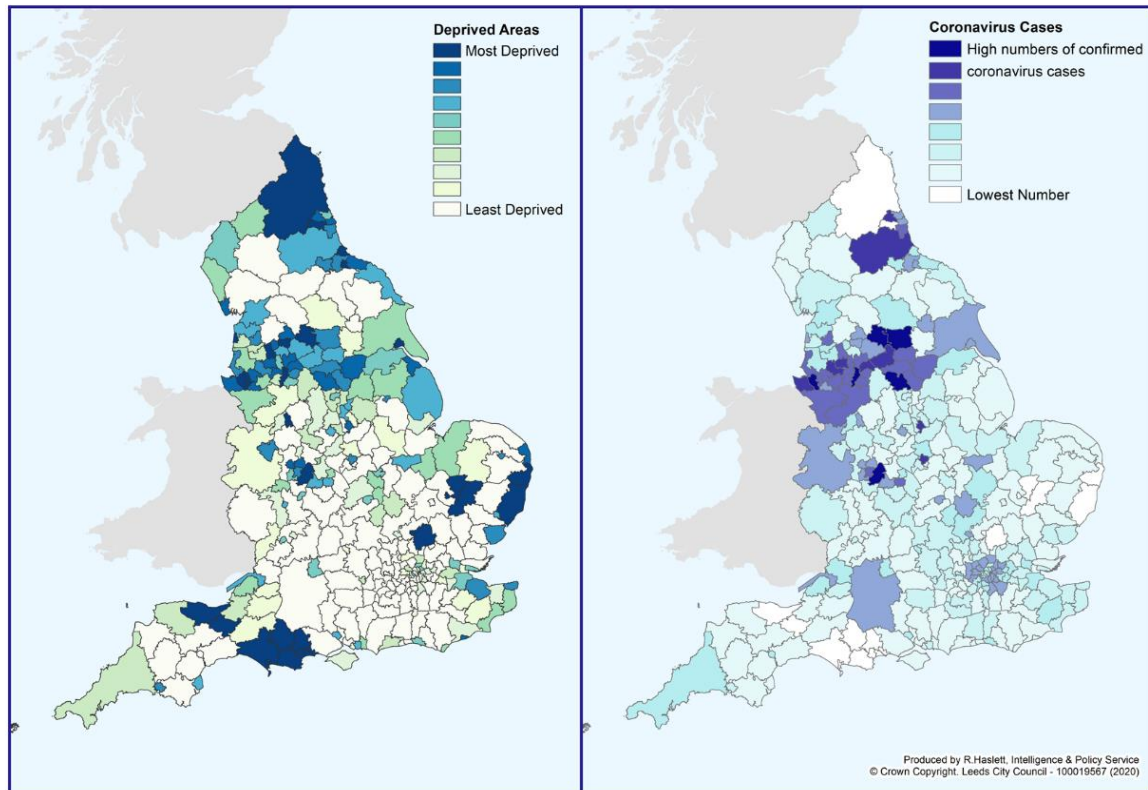 Deprived Areas
Most Deprived
Least Deprived
Coronavirus Cases
High numbers of confirmed
coronavirus cases
Lowest Number
Produced by R.Haslett, Intelligence & Policy Service
© Crown Copyright. Leeds City Council - 100019567 (2020)